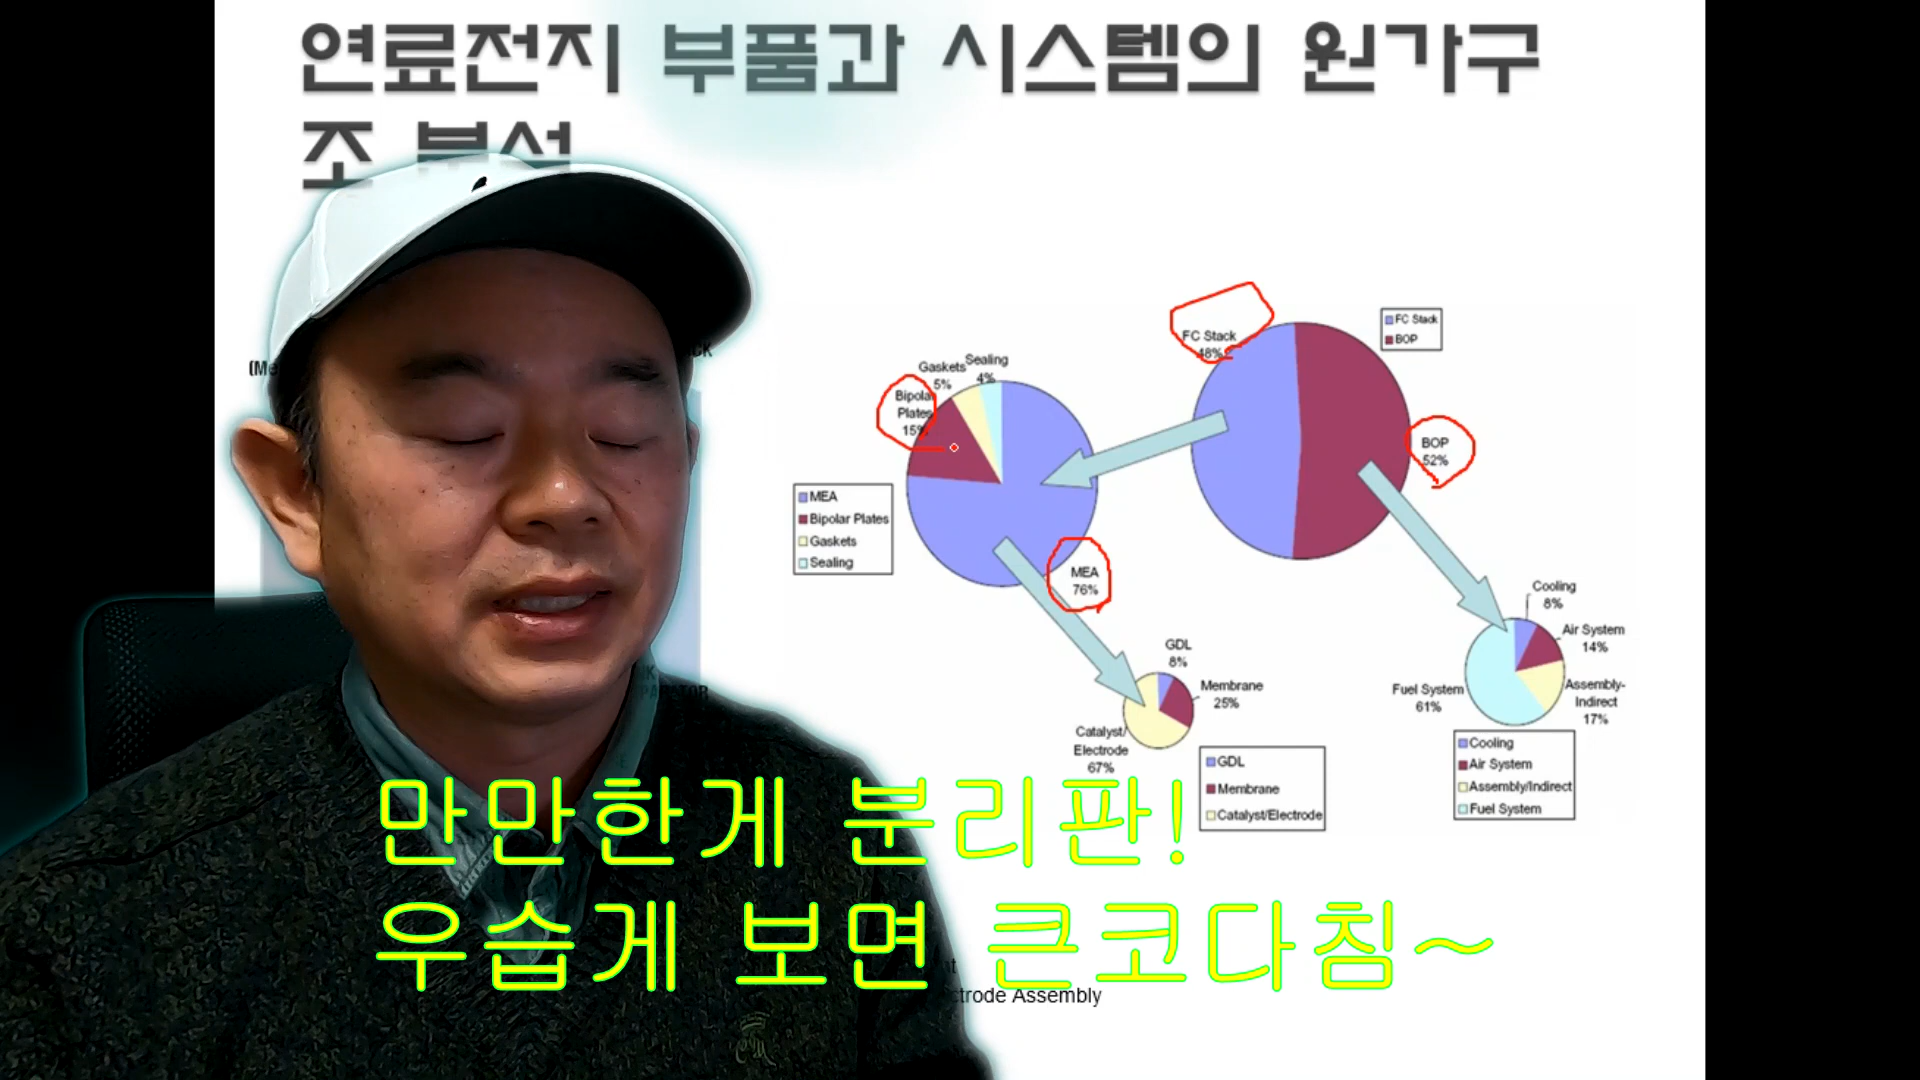 연료전지 부품과 시스템의 원가구
조 분석
FC Stack
48%
FC Stack
BOP
BOP
52%
Gaskets
5%
Sealing
4%
Bipolar
Plates
15%
MEA
Bipolar Plates
Gaskets
Sealing
MEA
76%
Cooling
8%
Air System
14%
Assembly-
Indirect
17%
Fuel System
61%
GDL
8%
Membrane
25%
Catalyst/
Electrode
67%
GDL
Membrane
Catalyst/Electrode
Cooling
Air System
Assembly/Indirect
Fuel System
만만한게 분리판!
우습게 보면 큰코다침~
Assembly